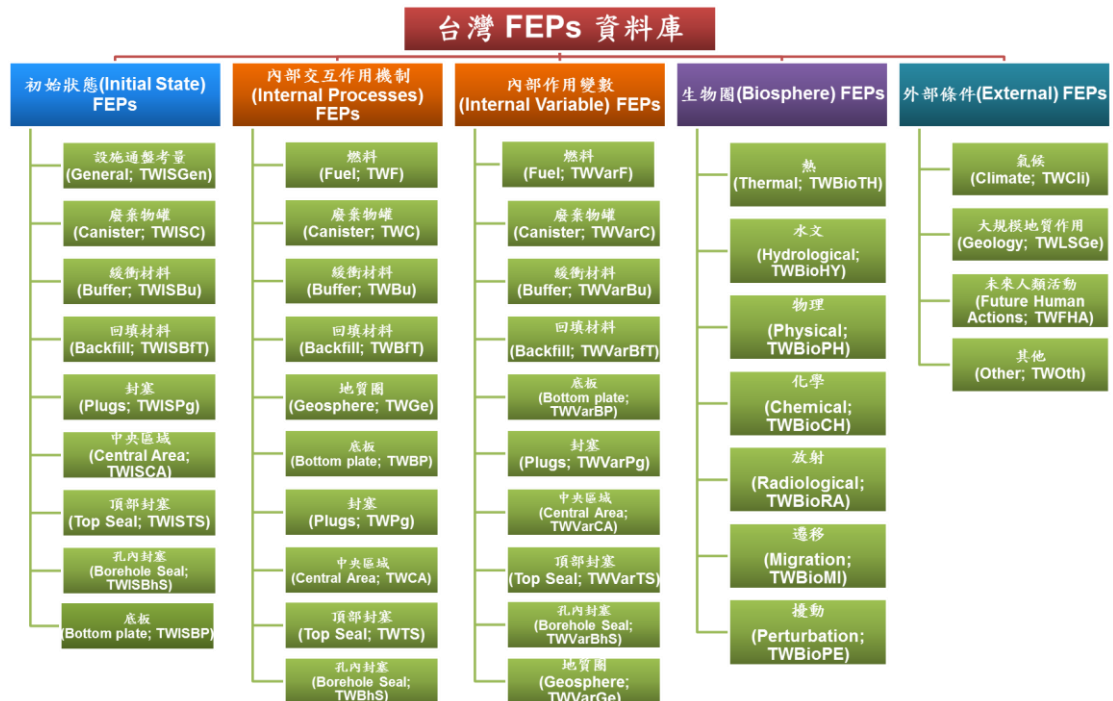 台灣 FEPs 資料庫
初始狀態(Initial State)
FEPs
設施通盤考量
(General; TWISGen)
廢棄物罐
(Canister; TWISC)
緩衝材料
(Buffer; TWISBu)
回填材料
(Backfill; TWISBfT)
封塞
(Plugs; TWISPg)
中央區域
(Central Area;
TWISCA)
頂部封塞
(Top Seal; TWISTS)
孔內封塞
(Borehole Seal;
TWISBhS)
底板
(Bottom plate; TWISBP)
內部交互作用機制
(Internal Processes)
FEPs
燃料
(Fuel; TWF)
廢棄物罐
(Canister; TWC)
緩衝材料
(Buffer; TWBu)
回填材料
(Backfill; TWBfT)
地質圈
(Geosphere; TWGe)
底板
(Bottom plate; TWBP)
封塞
(Plugs; TWPg)
中央區域
(Central Area; TWCA)
頂部封塞
(Top Seal; TWTS)
孔內封塞
(Borehole Seal;
TWBhS)
內部作用變數
(Internal Variable) FEPs
燃料
(Fuel; TWVarF)
廢棄物罐
(Canister; TWVarC)
緩衝材料
(Buffer; TWVarBu)
回填材料
(Backfill; TWVarBfT)
底板
(Bottom plate;
TWVarBP)
封塞
(Plugs; TWVarPg)
中央區域
(Central Area;
TWVarCA)
頂部封塞
(Top Seal; TWVarTS)
孔內封塞
(Borehole Seal;
TWVarBhS)
地質圈
(Geosphere;
TWVarGe)
生物圈(Biosphere) FEPs
熱
(Thermal; TWBioTH)
水文
(Hydrological;
TWBioHY)
物理
(Physical;
TWBioPH)
化學
(Chemical;
TWBioCH)
放射
(Radiological;
TWBioRA)
遷移
(Migration;
TWBioMI)
擾動
(Perturbation;
TWBioPE)
外部條件(External) FEPs
氣候
(Climate; TWCli)
大規模地質作用
(Geology; TWLSGe)
未來人類活動
(Future Human
Actions; TWFHA)
其他
(Other; TWOth)